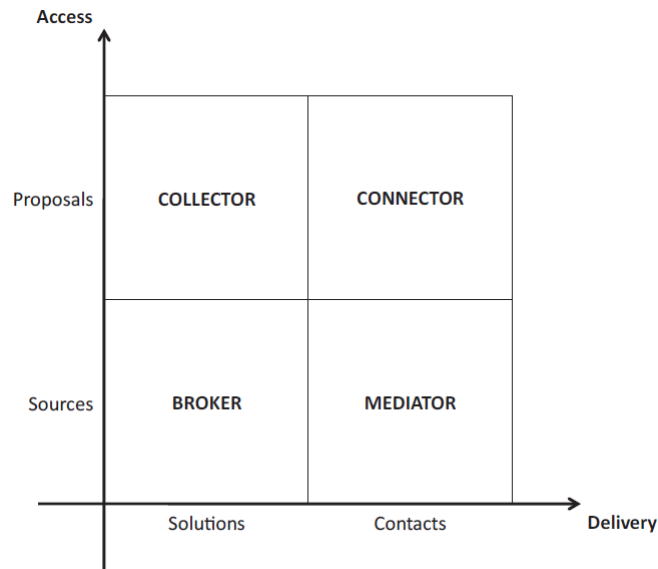 Access
Proposals
COLLECTOR
CONNECTOR
Sources
BROKER
MEDIATOR
Solutions
Contacts
Delivery